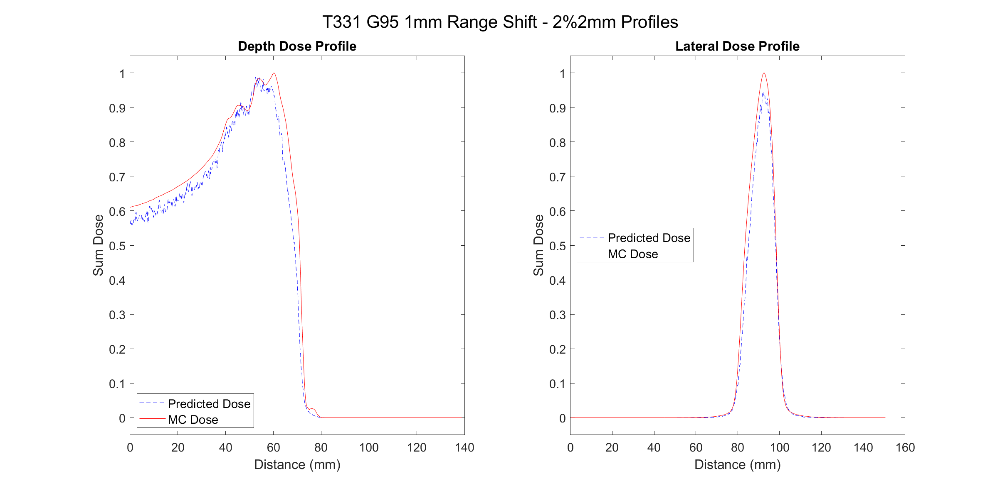 T331 G95 1mm Range Shift - 2%2mm Profiles
Depth Dose Profile
1
0.9
0.8
0.7
0.6
0.5
0.4
0.3
0.2
0.1
0
Sum Dose
Predicted Dose
MC Dose
0 20 40 60 80 100 120 140
Distance (mm)
Lateral Dose Profile
1
0.9
0.8
0.7
0.6
0.5
0.4
0.3
0.2
0.1
0
Sum Dose
Predicted Dose
MC Dose
0 20 40 60 80 100 120 140 160
Distance (mm)